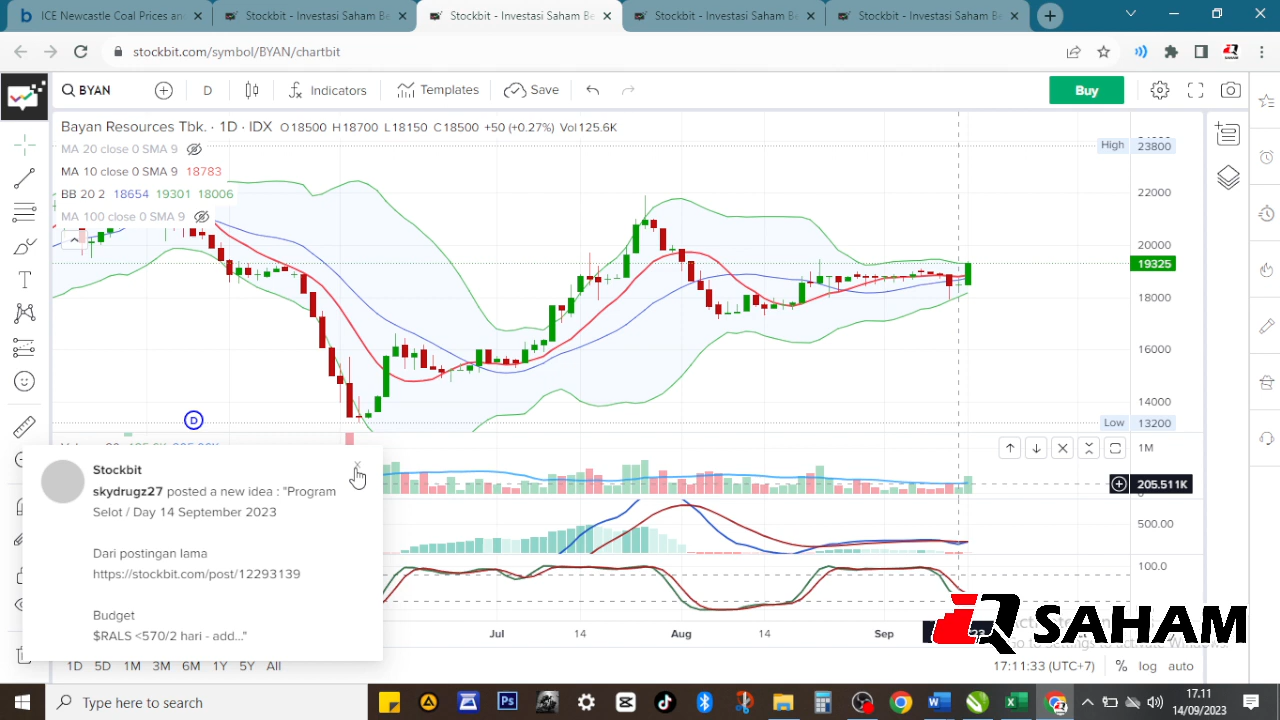 ICE Newcastle Coal Prices and
Stockbit - Investasi Saham Be
Stockbit - Investasi Saham Be
Stockbit - Investasi Saham Be
Stockbit - Investasi Saham Be
stockbit.com/symbol/BYAN/chartbit
BYAN
D
Indicators
Templates
Save
Buy
Bayan Resources Tbk. · 1D · IDX O18500 H18700 L18150 C18500 +50 (+0.27%) Vol125.6K
MA 20 close 0 SMA 9
MA 10 close 0 SMA 9 18783
BB 20 2 18654 19301 18006
MA 100 close 0 SMA 9
High 23800
22000
20000
19325
18000
16000
14000
Low 13200
D
1M
205.511K
500.00
100.0
Stockbit
skydrugz27 posted a new idea : "Program
Selot / Day 14 September 2023
Dari postingan lama
https://stockbit.com/post/12293139
Budget
$RALS <570/2 hari - add..."
Jul 14 Aug 14 Sep
SAHAM
Go to Settings to activate Windows.
1D 5D 1M 3M 6M 1Y 5Y All
17:11:33 (UTC+7) % log auto
Type here to search
17.11
14/09/2023